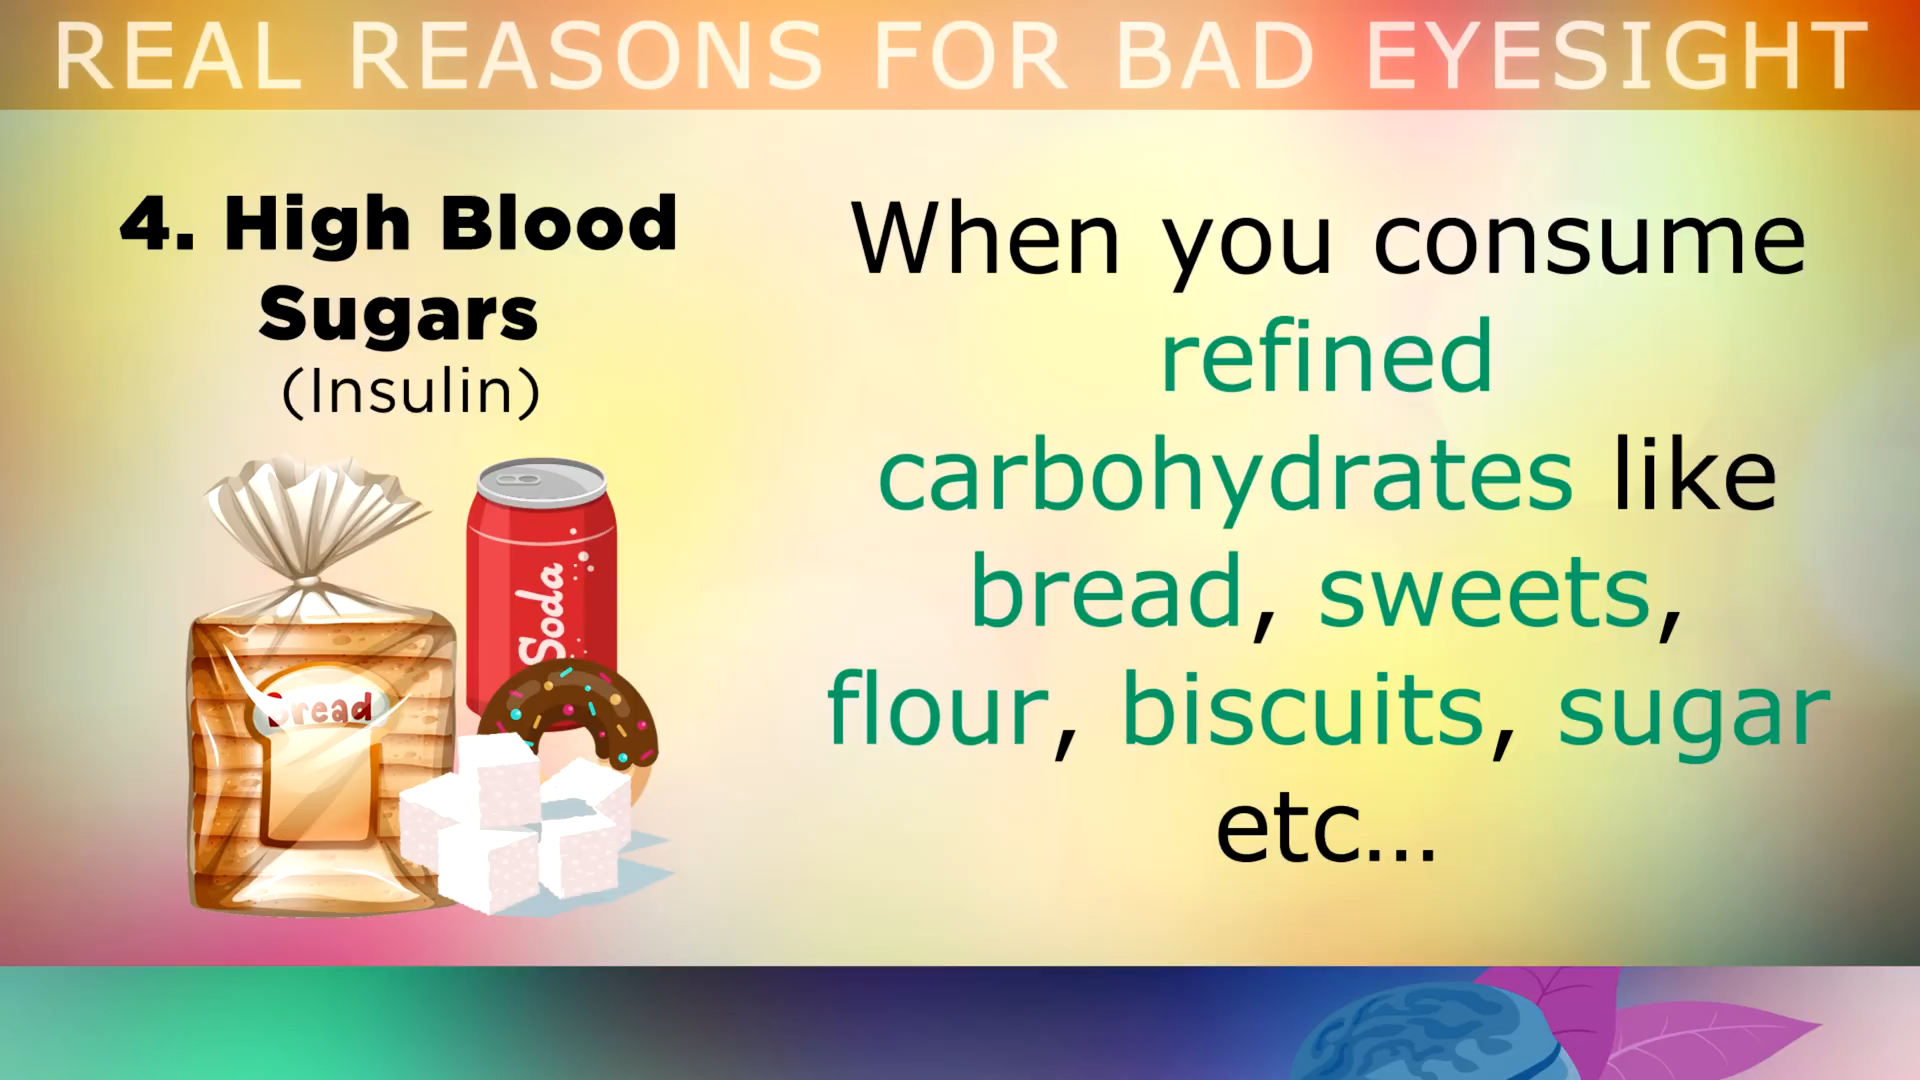 REAL REASONS FOR BAD EYESIGHT
4. High Blood
Sugars
(Insulin)
When you consume
refined
carbohydrates like
bread, sweets,
flour, biscuits, sugar
etc...
Soda
Bread